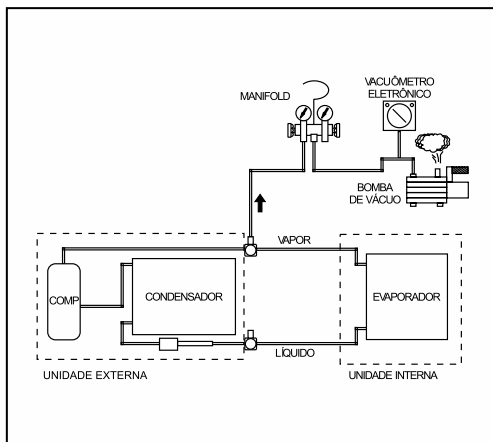 VACUÔMETRO
ELETRÔNICO
MANIFOLD
BOMBA
DE VÁCUO
VAPOR
COMP
CONDENSADOR
EVAPORADOR
LÍQUIDO
UNIDADE EXTERNA
UNIDADE INTERNA